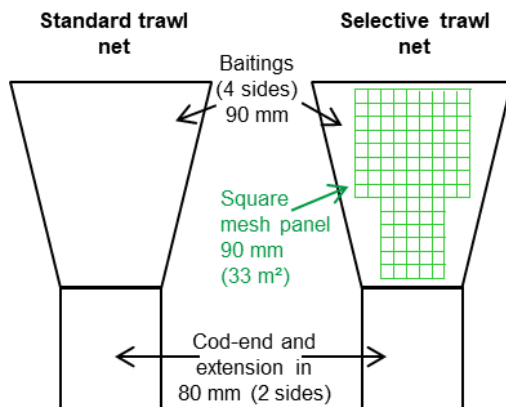 Standard trawl
net
Selective trawl
net
Baitings
(4 sides)
90 mm
Square
mesh panel
90 mm
(33 m²)
Cod-end and
extension in
80 mm (2 sides)